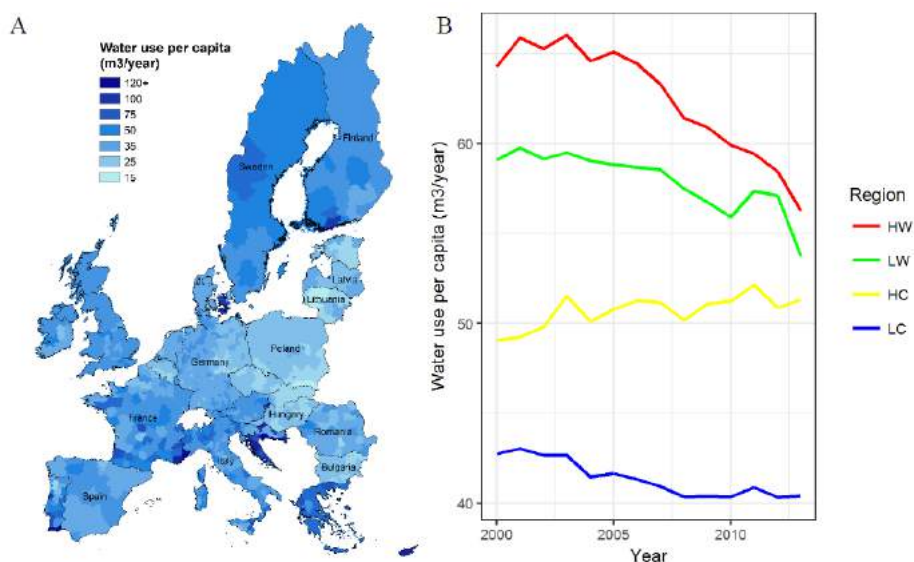 A
Water use per capita
(m3/year)
120+
100
75
50
35
25
15
Finland
Sweden
Latvia
Lithuania
Poland
Germany
France
Hungary
Romania
Italy
Bulgaria
Spain
B
Water use per capita (m3/year)
60
50
40
2000
2005
2010
Year
Region
HW
LW
HC
LC